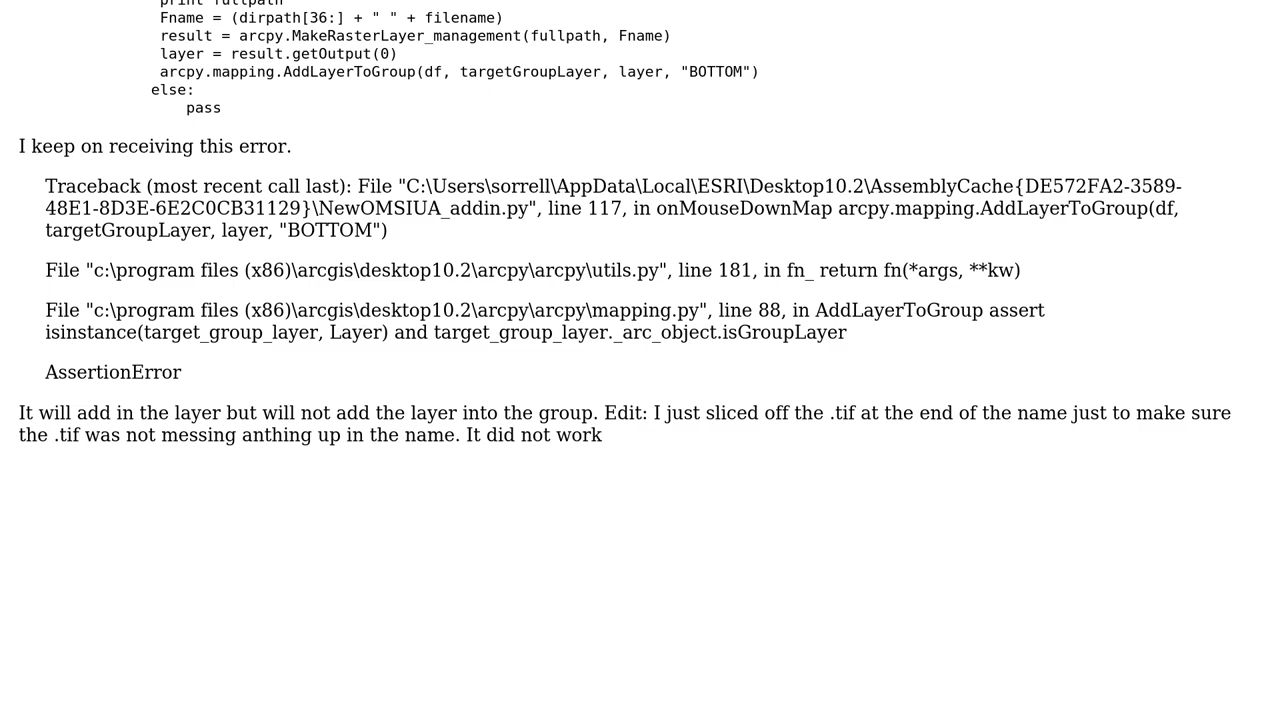 print fullpath
Fname = (dirpath[36:] + " " + filename)
result = arcpy.MakeRasterLayer_management(fullpath, Fname)
layer = result.getOutput(0)
arcpy.mapping.AddLayerToGroup(df, targetGroupLayer, layer, "BOTTOM")
else:
pass
I keep on receiving this error.
Traceback (most recent call last): File "C:\Users\sorrell\AppData\Local\ESRI\Desktop10.2\AssemblyCache{DE572FA2-3589-
48E1-8D3E-6E2C0CB31129}\NewOMSIUA_addin.py", line 117, in onMouseDownMap arcpy.mapping.AddLayerToGroup(df,
targetGroupLayer, layer, "BOTTOM")
File "c:\program files (x86)\arcgis\desktop10.2\arcpy\arcpy\utils.py", line 181, in fn_ return fn(*args, **kw)
File "c:\program files (x86)\arcgis\desktop10.2\arcpy\arcpy\mapping.py", line 88, in AddLayerToGroup assert
isinstance(target_group_layer, Layer) and target_group_layer._arc_object.isGroupLayer
AssertionError
It will add in the layer but will not add the layer into the group. Edit: I just sliced off the .tif at the end of the name just to make sure
the .tif was not messing anthing up in the name. It did not work